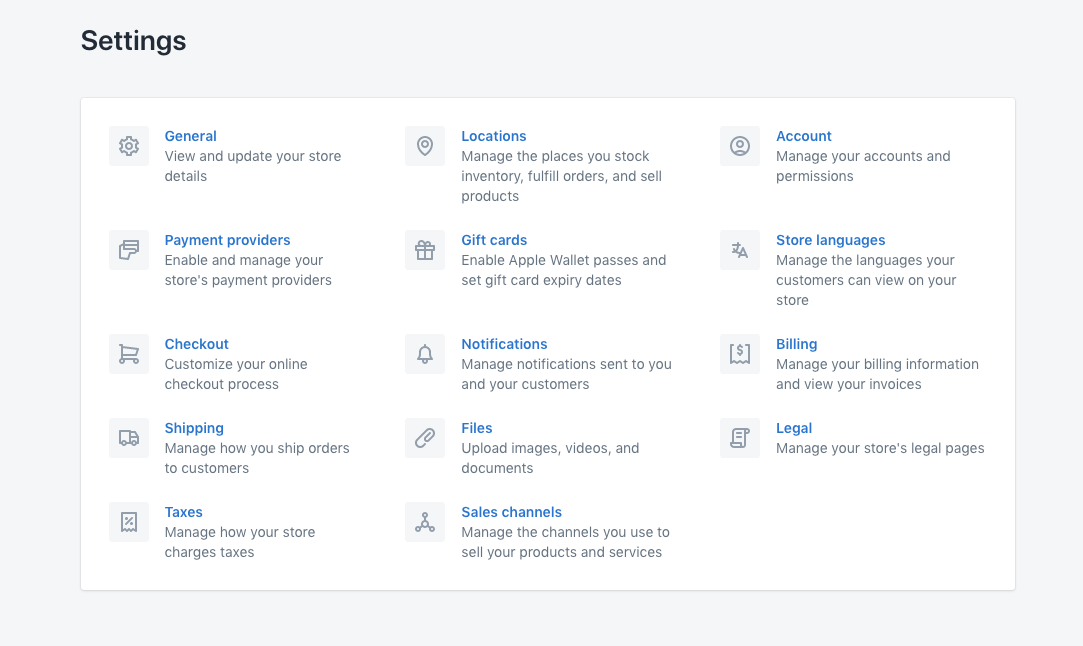 Settings
General
View and update your store
details
Locations
Manage the places you stock
inventory, fulfill orders, and sell
products
Account
Manage your accounts and
permissions
Payment providers
Enable and manage your
store's payment providers
Gift cards
Enable Apple Wallet passes and
set gift card expiry dates
Store languages
Manage the languages your
customers can view on your
store
Checkout
Customize your online
checkout process
Notifications
Manage notifications sent to you
and your customers
Billing
Manage your billing information
and view your invoices
Shipping
Manage how you ship orders
to customers
Files
Upload images, videos, and
documents
Legal
Manage your store's legal pages
Taxes
Manage how your store
charges taxes
Sales channels
Manage the channels you use to
sell your products and services